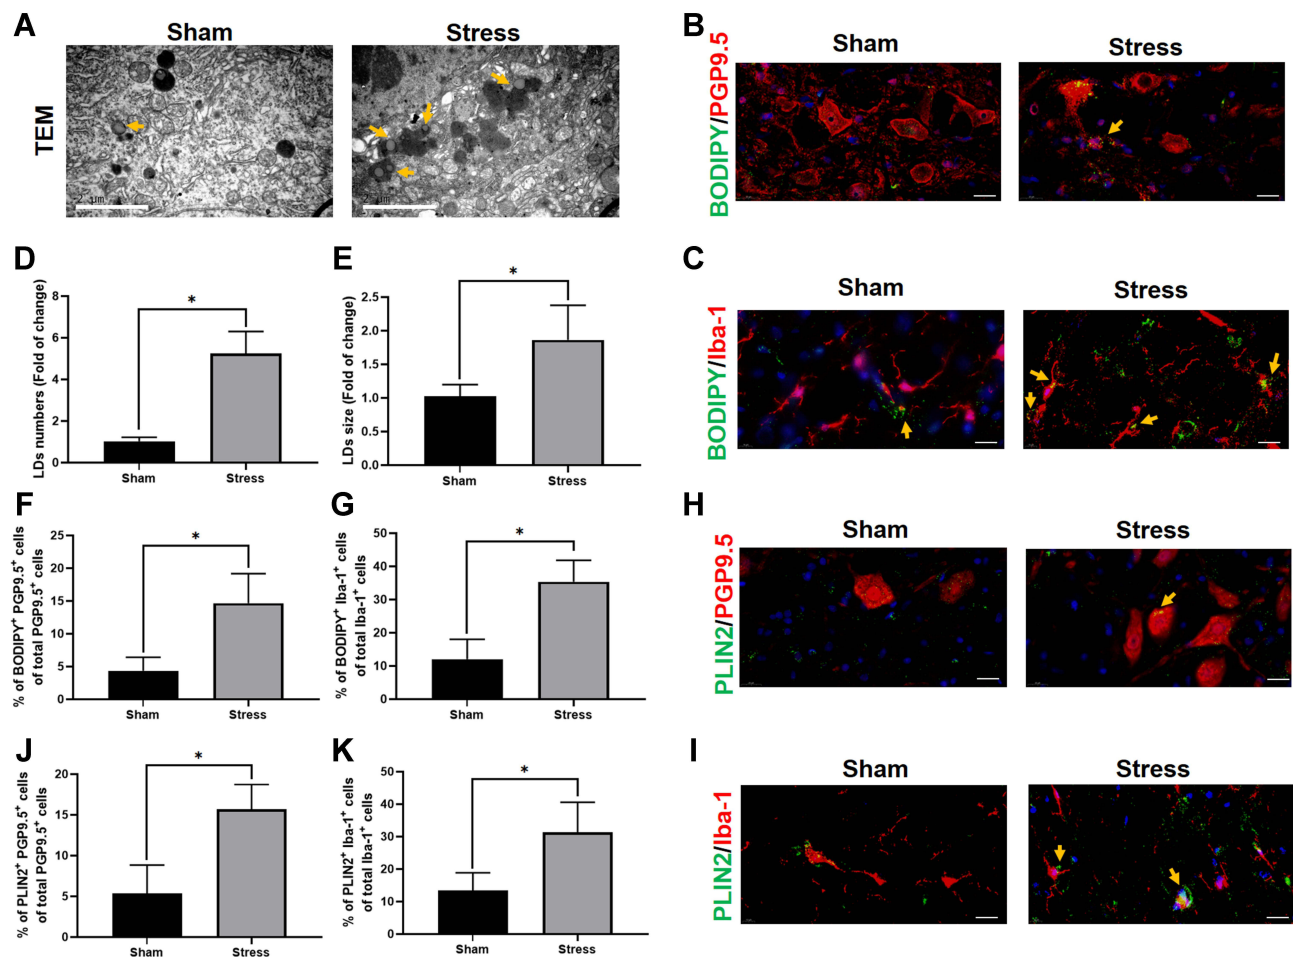 A
Sham
Stress
TEM
2 μm
μm
B
Sham
Stress
BODIPY/PGP9.5
D
LDs numbers (Fold of change)
8
6
4
2
0
*
Sham
Stress
E
LDs size (Fold of change)
2.5
2.0
1.5
1.0
0.5
0.0
*
Sham
Stress
C
Sham
Stress
BODIPY/Iba-1
F
% of BODIPY⁺ PGP9.5⁺ cells
of total PGP9.5⁺ cells
25
20
15
10
5
0
*
Sham
Stress
G
% of BODIPY⁺ Iba-1⁺ cells
of total Iba-1⁺ cells
50
40
30
20
10
0
*
Sham
Stress
H
Sham
Stress
PLIN2/PGP9.5
J
% of PLIN2⁺ PGP9.5⁺ cells
of total PGP9.5⁺ cells
20
15
10
5
0
*
Sham
Stress
K
% of PLIN2⁺ Iba-1⁺ cells
of total Iba-1⁺ cells
50
40
30
20
10
0
*
Sham
Stress
I
Sham
Stress
PLIN2/Iba-1